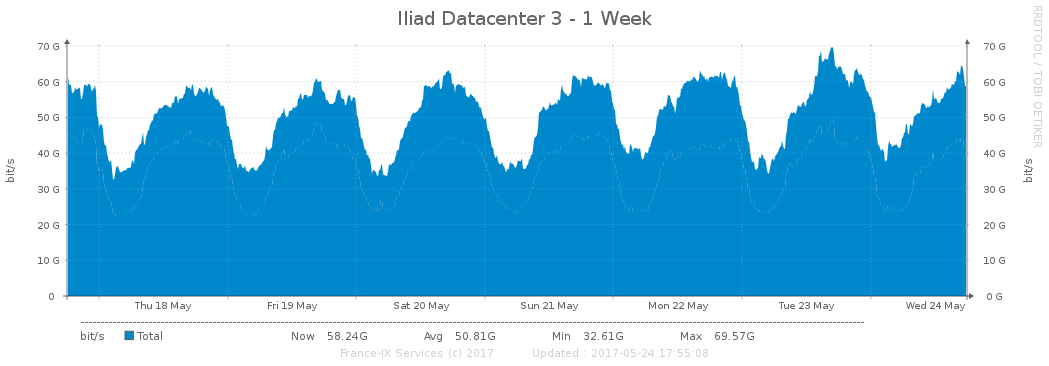 Iliad Datacenter 3 - 1 Week
RRDTOOL / TOBI OETIKER
70 G
70 G
60 G
60 G
50 G
50 G
40 G
40 G
30 G
30 G
20 G
20 G
10 G
10 G
0
0 G
bit/s
bit/s
Thu 18 May Fri 19 May Sat 20 May Sun 21 May Mon 22 May Tue 23 May Wed 24 May
bit/s Total Now 58.24G Avg 50.81G Min 32.61G Max 69.57G
France-IX Services (c) 2017 Updated : 2017-05-24 17:55:08